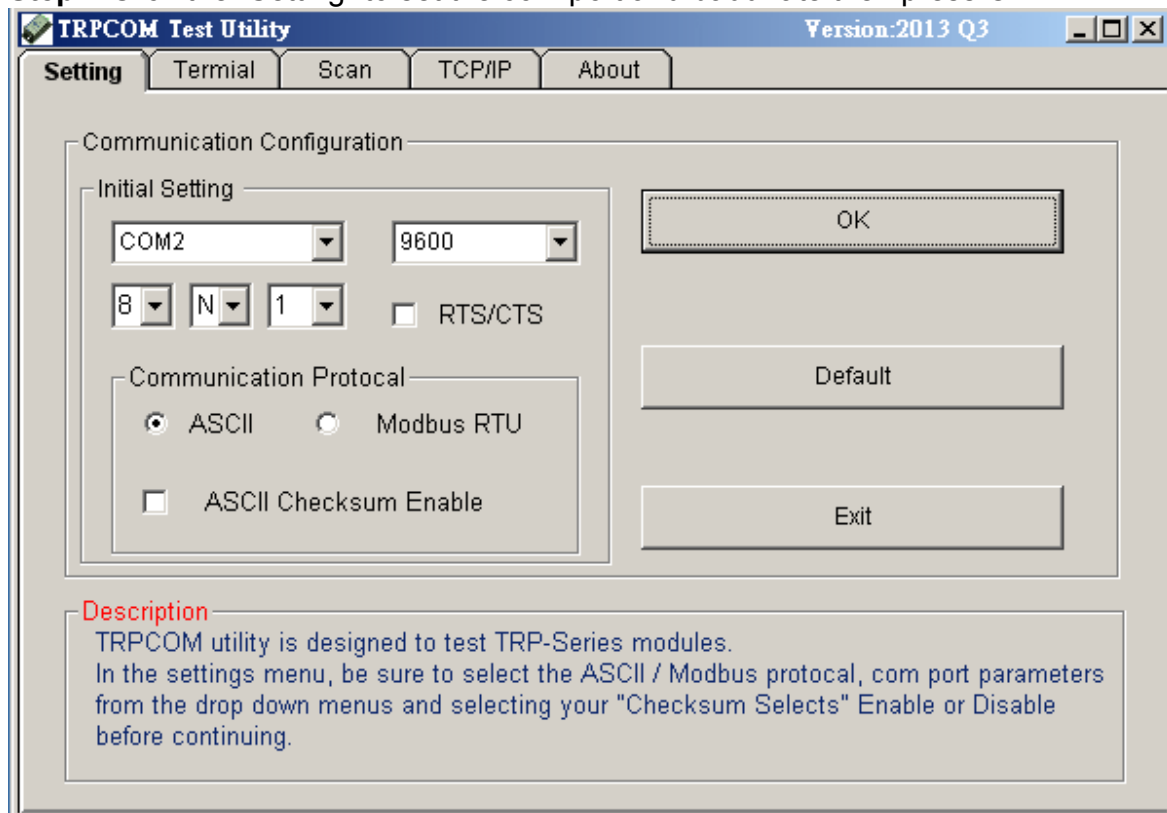 TRPCOM Test Utility Version:2013 Q3
Setting Termial Scan TCP/IP About
Communication Configuration
Initial Setting
COM2 9600
OK
8 N 1 RTS/CTS
Communication Protocal
Default
ASCII Modbus RTU
ASCII Checksum Enable
Exit
Description
TRPCOM utility is designed to test TRP-Series modules.
In the settings menu, be sure to select the ASCII / Modbus protocal, com port parameters
from the drop down menus and selecting your "Checksum Selects" Enable or Disable
before continuing.